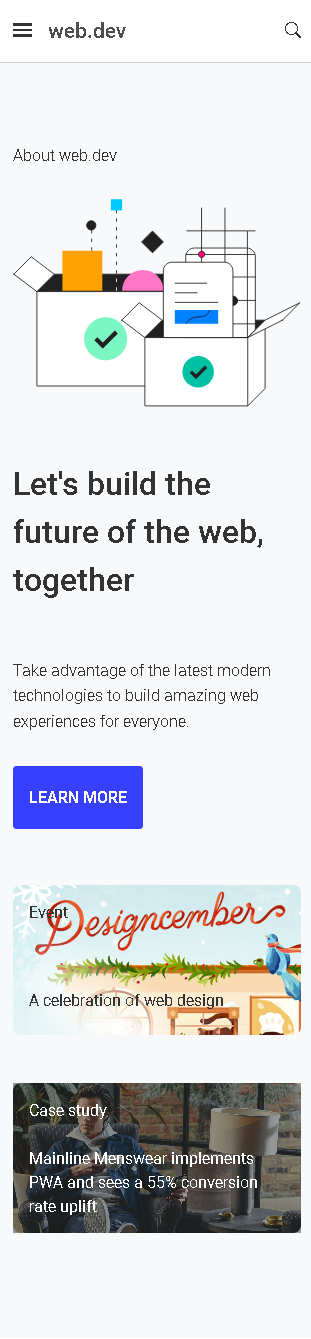 web.dev
About web.dev
Let's build the
future of the web,
together
Take advantage of the latest modern
technologies to build amazing web
experiences for everyone.
LEARN MORE
Event
Designcember
A celebration of web design
Case study
Mainline Menswear implements
PWA and sees a 55% conversion
rate uplift